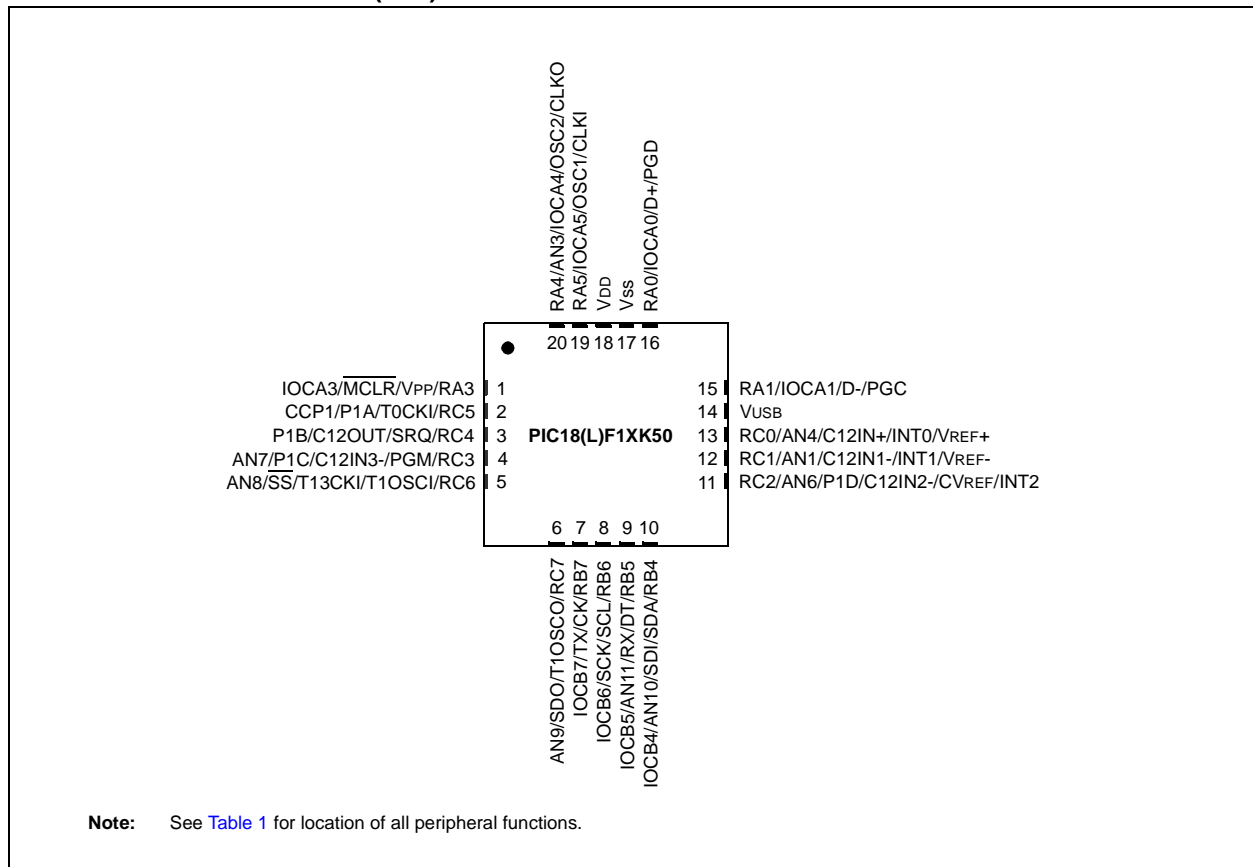 RA4/AN3/IOCA4/OSC2/CLKO
RA5/IOCA5/OSC1/CLKI
VDD
Vss
RA0/IOCA0/D+/PGD
20 19 18 17 16
IOCA3/MCLR/VPP/RA3 1
CCP1/P1A/T0CKI/RC5 2
P1B/C12OUT/SRQ/RC4 3
AN7/P1C/C12IN3-/PGM/RC3 4
AN8/SS/T13CKI/T1OSCI/RC6 5
PIC18(L)F1XK50
15 RA1/IOCA1/D-/PGC
14 VUSB
13 RC0/AN4/C12IN+/INT0/VREF+
12 RC1/AN1/C12IN1-/INT1/VREF-
11 RC2/AN6/P1D/C12IN2-/CVREF/INT2
6 7 8 9 10
AN9/SDO/T1OSCO/RC7
IOCB7/TX/CK/RB7
IOCB6/SCK/SCL/RB6
IOCB5/AN11/RX/DT/RB5
IOCB4/AN10/SDI/SDA/RB4
Note: See Table 1 for location of all peripheral functions.